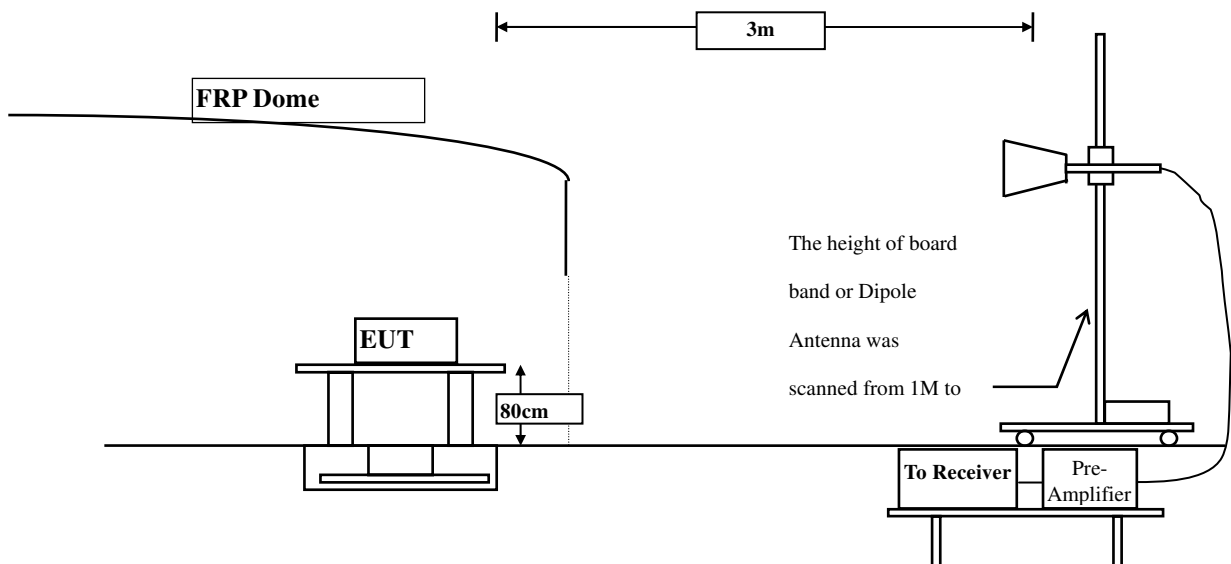 3m
FRP Dome
The height of board
band or Dipole
Antenna was
scanned from 1M to
EUT
80cm
To Receiver
Pre-
Amplifier